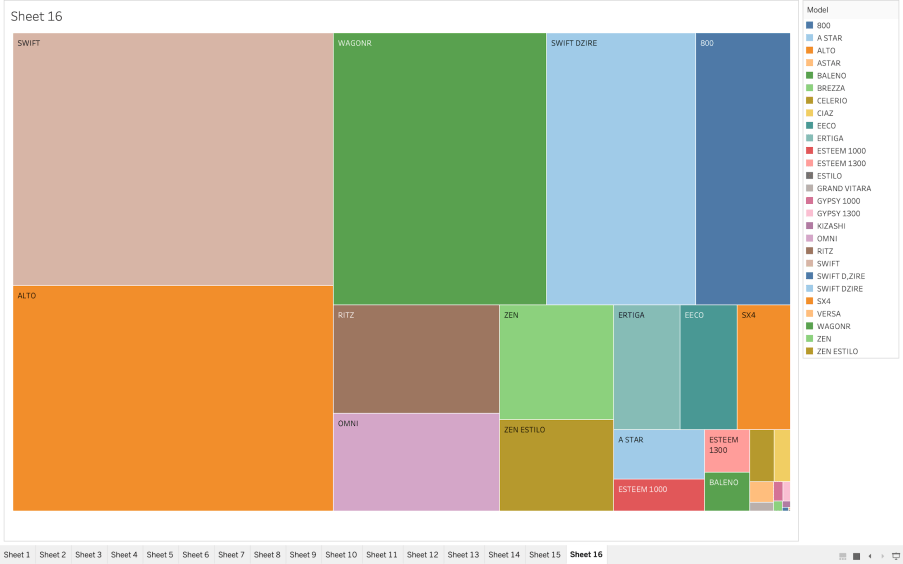 Sheet 16
SWIFT
WAGONR
SWIFT DZIRE
800
ALTO
RITZ
ZEN
ERTIGA
EECO
SX4
OMNI
ZEN ESTILO
A STAR
ESTEEM
1300
BALENO
ESTEEM 1000
Model
800
A STAR
ALTO
ASTAR
BALENO
BREZZA
CELERIO
CIAZ
EECO
ERTIGA
ESTEEM 1000
ESTEEM 1300
ESTILO
GRAND VITARA
GYPSY 1000
GYPSY 1300
KIZASHI
OMNI
RITZ
SWIFT
SWIFT D,ZIRE
SWIFT DZIRE
SX4
VERSA
WAGONR
ZEN
ZEN ESTILO
Sheet 1 Sheet 2 Sheet 3 Sheet 4 Sheet 5 Sheet 6 Sheet 7 Sheet 8 Sheet 9 Sheet 10 Sheet 11 Sheet 12 Sheet 13 Sheet 14 Sheet 15 Sheet 16